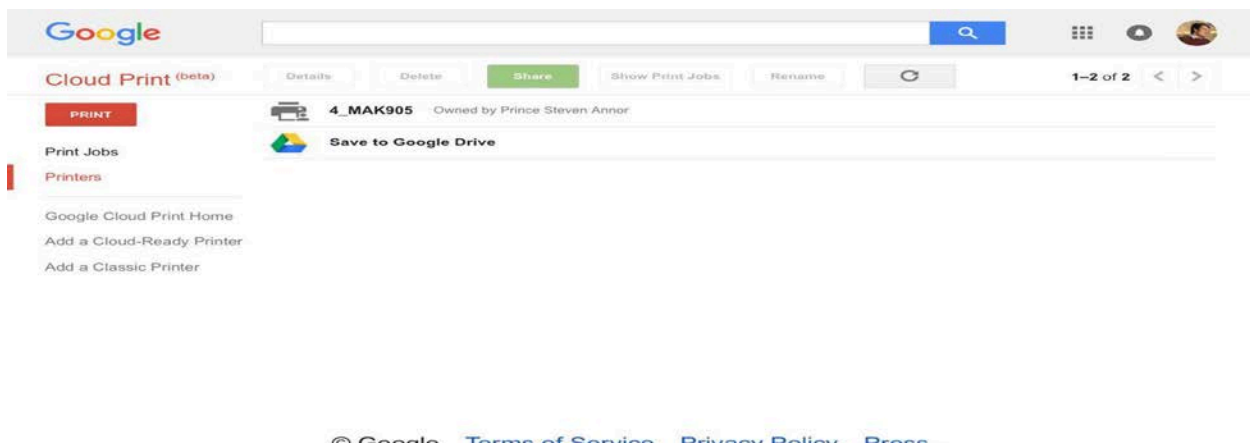 Google
Cloud Print (beta)
Details Delete Share Show Print Jobs Rename 1–2 of 2 < >
PRINT
4_MAK905 Owned by Prince Steven Annor
Save to Google Drive
Print Jobs
Printers
Google Cloud Print Home
Add a Cloud-Ready Printer
Add a Classic Printer
© Google Terms of Service Privacy Policy Press